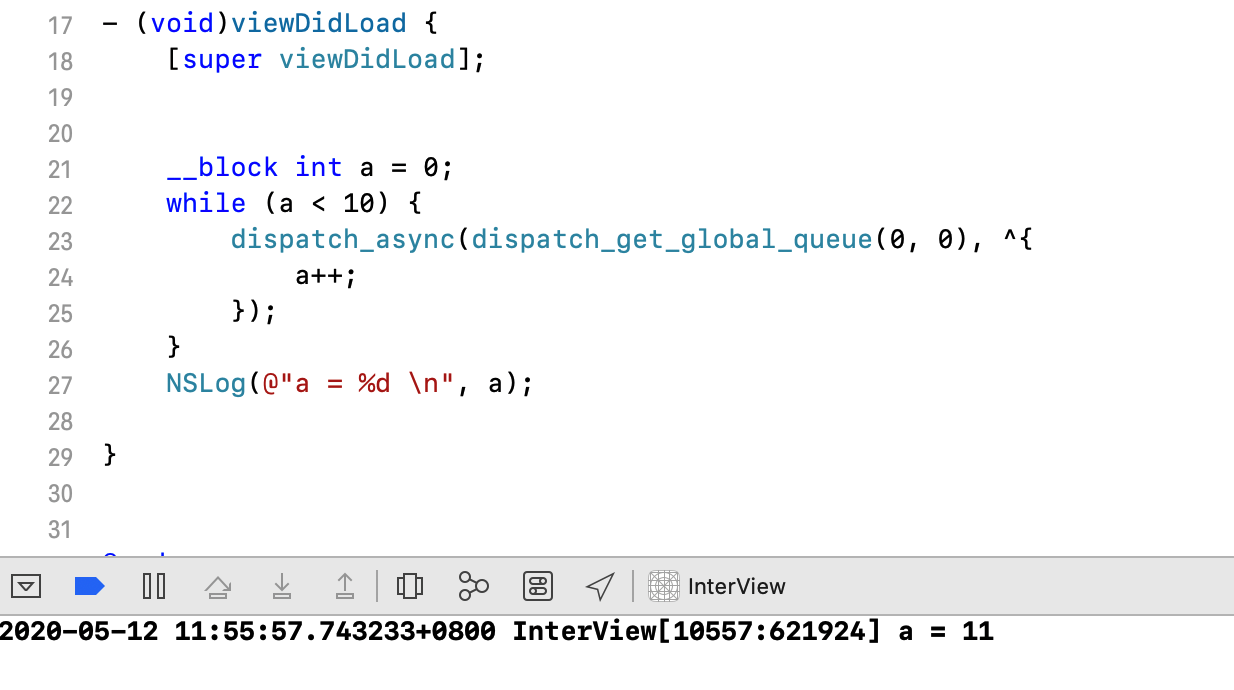 17 - (void)viewDidLoad {
18 [super viewDidLoad];
19
20
21 __block int a = 0;
22 while (a < 10) {
23 dispatch_async(dispatch_get_global_queue(0, 0), ^{
24 a++;
25 });
26 }
27 NSLog(@"a = %d \n", a);
28
29 }
30
31
InterView
2020-05-12 11:55:57.743233+0800 InterView[10557:621924] a = 11